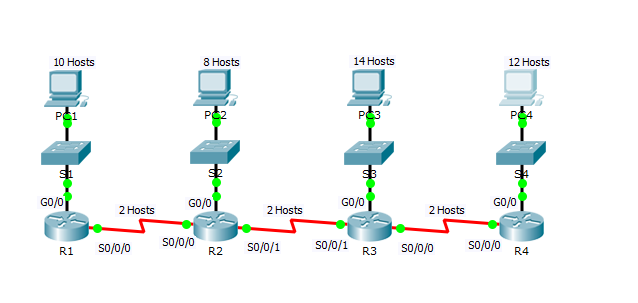 10 Hosts
8 Hosts
14 Hosts
12 Hosts
PC1
PC2
PC3
PC4
S1
S2
S3
S4
G0/0
G0/0
G0/0
G0/0
2 Hosts
2 Hosts
2 Hosts
S0/0/0
S0/0/0
S0/0/1
S0/0/1
S0/0/0
S0/0/0
R1
R2
R3
R4